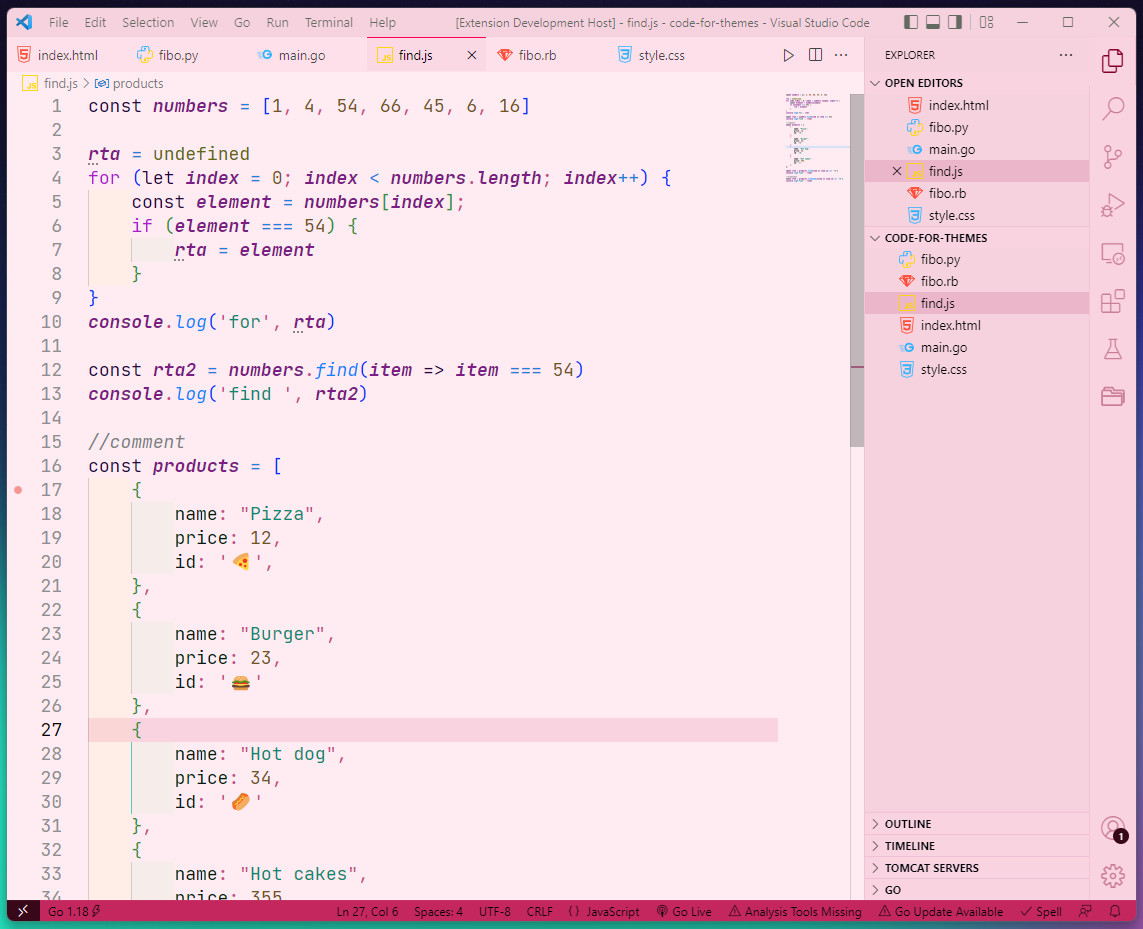 File Edit Selection View Go Run Terminal Help [Extension Development Host] - find.js - code-for-themes - Visual Studio Code
index.html fibo.py main.go JS find.js fibo.rb style.css
JS find.js > products
1 const numbers = [1, 4, 54, 66, 45, 6, 16]
2
3 rta = undefined
4 for (let index = 0; index < numbers.length; index++) {
5 const element = numbers[index];
6 if (element === 54) {
7 rta = element
8 }
9 }
10 console.log('for', rta)
11
12 const rta2 = numbers.find(item => item === 54)
13 console.log('find ', rta2)
14
15 //comment
16 const products = [
17 {
18 name: "Pizza",
19 price: 12,
20 id: '🍕',
21 },
22 {
23 name: "Burger",
24 price: 23,
25 id: '🍔'
26 },
27 {
28 name: "Hot dog",
29 price: 34,
30 id: '🌭'
31 },
32 {
33 name: "Hot cakes",
34 price: 355
EXPLORER
OPEN EDITORS
index.html
fibo.py
main.go
find.js
fibo.rb
style.css
CODE-FOR-THEMES
fibo.py
fibo.rb
find.js
index.html
main.go
style.css
OUTLINE
TIMELINE
TOMCAT SERVERS
GO
1
Go 1.18 Ln 27, Col 6 Spaces: 4 UTF-8 CRLF {} JavaScript Go Live Analysis Tools Missing Go Update Available Spell